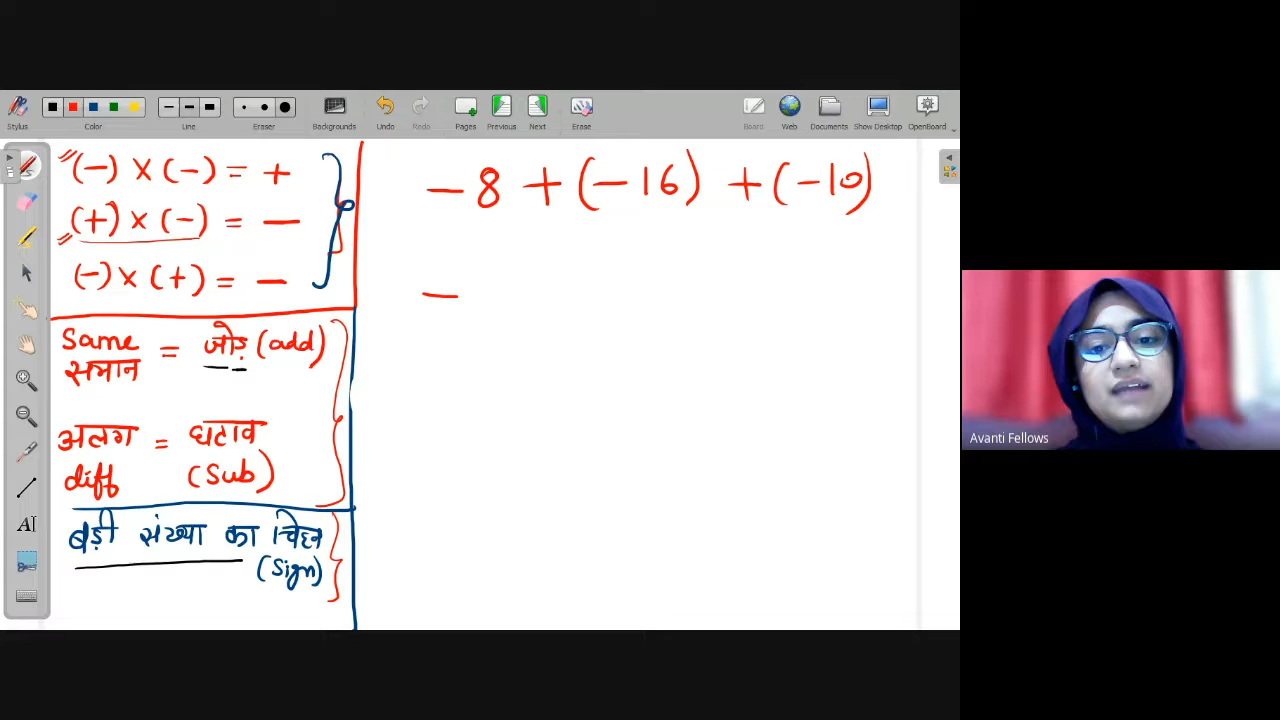 Stylus Color Line Eraser Backgrounds Undo Redo Pages Previous Next Erase Board Web Documents Show Desktop OpenBoard
(-) × (-) = +
(+) × (-) = -
(-) × (+) = -
Same = जोड़ (add)
समान
अलग = घटाव
diff (Sub)
बड़ी संख्या का चिह्न
(Sign)
- 8 + (-16) + (-10)
-
Avanti Fellows